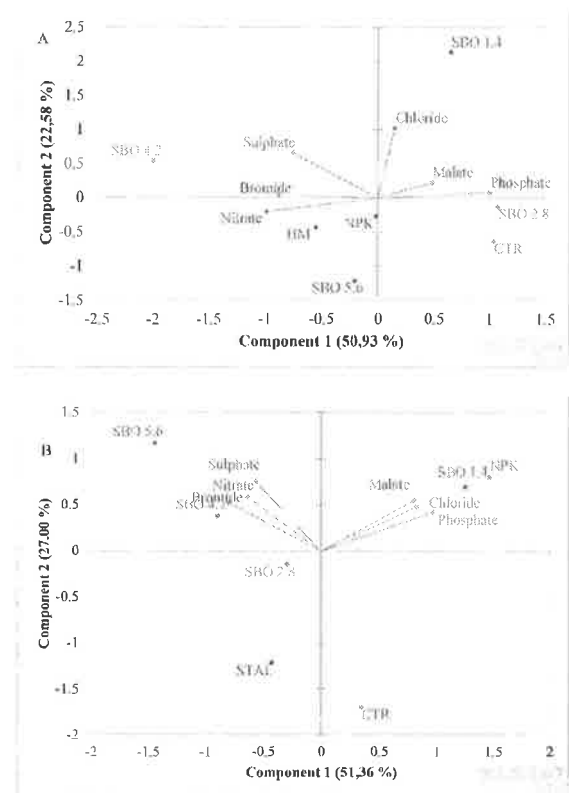 A
2,5
SBO 1.4
2
1,5
Chloride
1
Sulphate
SBO 4.2
0,5
Malate
Bromide
Phosphate
0
Nitrate
NPK
SBO 2.8
-0,5
HM
CTR
-1
SBO 5.6
-1,5
-2,5 -2 -1,5 -1 -0,5 0 0,5 1 1,5
Component 2 (22,58 %)
Component 1 (50,93 %)
B
1.5
SBO 5.6
1
Sulphate
SBO 1.4
NPK
Nitrate
Malate
0.5
Bromide
Chloride
Phosphate
0
SBO 2.8
-0.5
-1
-1.5
CTR
-2
-2 -1.5 -1 -0.5 0 0.5 1 1.5 2
Component 2 (27,00 %)
Component 1 (51,36 %)